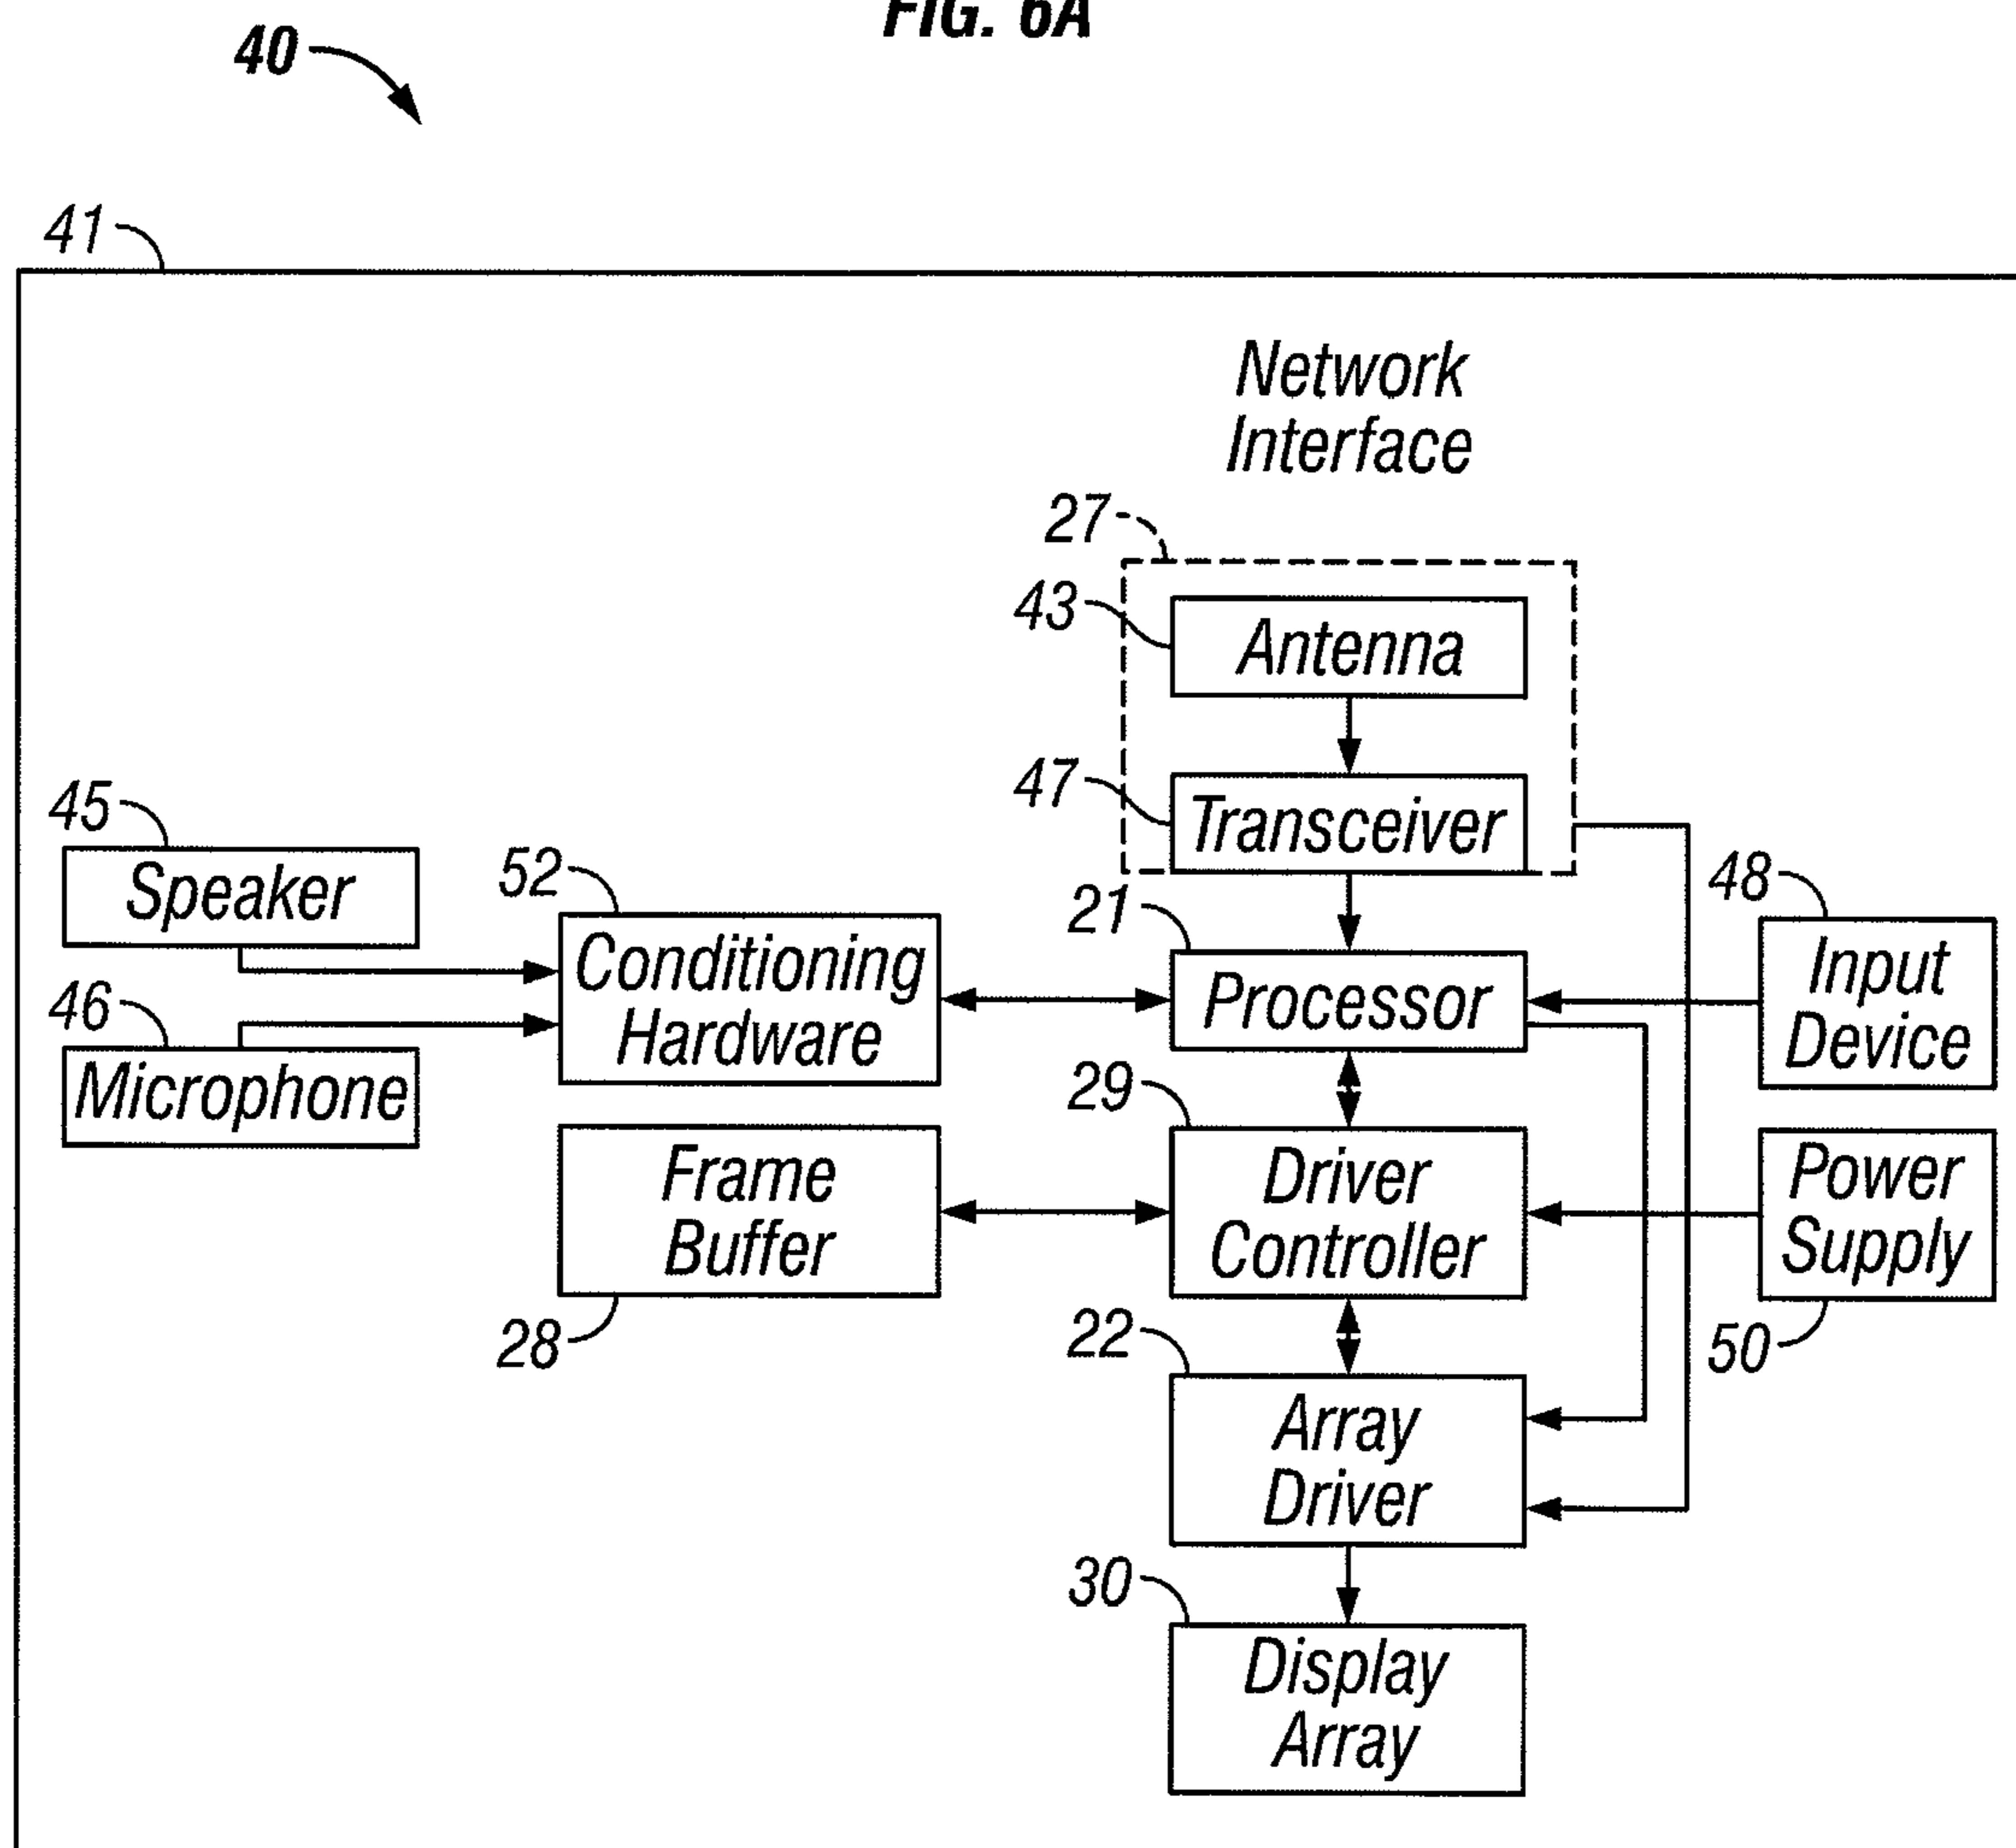 FIG. 6A
40
41
Network
Interface
27
43
Antenna
47
Transceiver
45
Speaker
52
Conditioning
Hardware
21
Processor
48
Input
Device
46
Microphone
29
Driver
Controller
Frame
Buffer
28
Power
Supply
50
22
Array
Driver
30
Display
Array